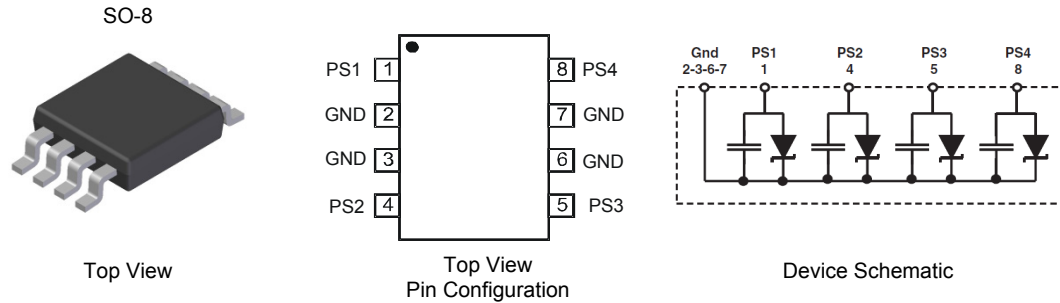 SO-8
Top View
PS1 1
GND 2
GND 3
PS2 4
8 PS4
7 GND
6 GND
5 PS3
Top View
Pin Configuration
Gnd PS1 PS2 PS3 PS4
2-3-6-7 1 4 5 8
Device Schematic